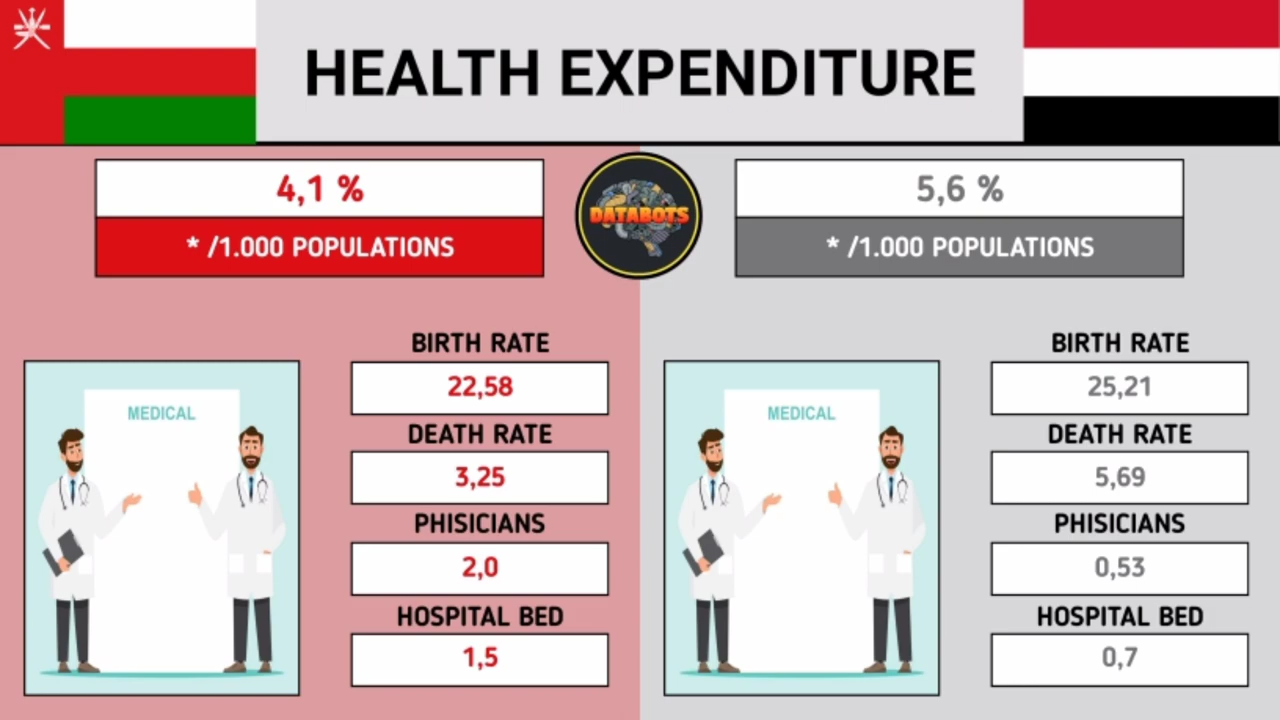 HEALTH EXPENDITURE
4,1 %
* /1.000 POPULATIONS
DATABOTS
5,6 %
* /1.000 POPULATIONS
BIRTH RATE
22,58
DEATH RATE
3,25
PHISICIANS
2,0
HOSPITAL BED
1,5
MEDICAL
BIRTH RATE
25,21
DEATH RATE
5,69
PHISICIANS
0,53
HOSPITAL BED
0,7
MEDICAL